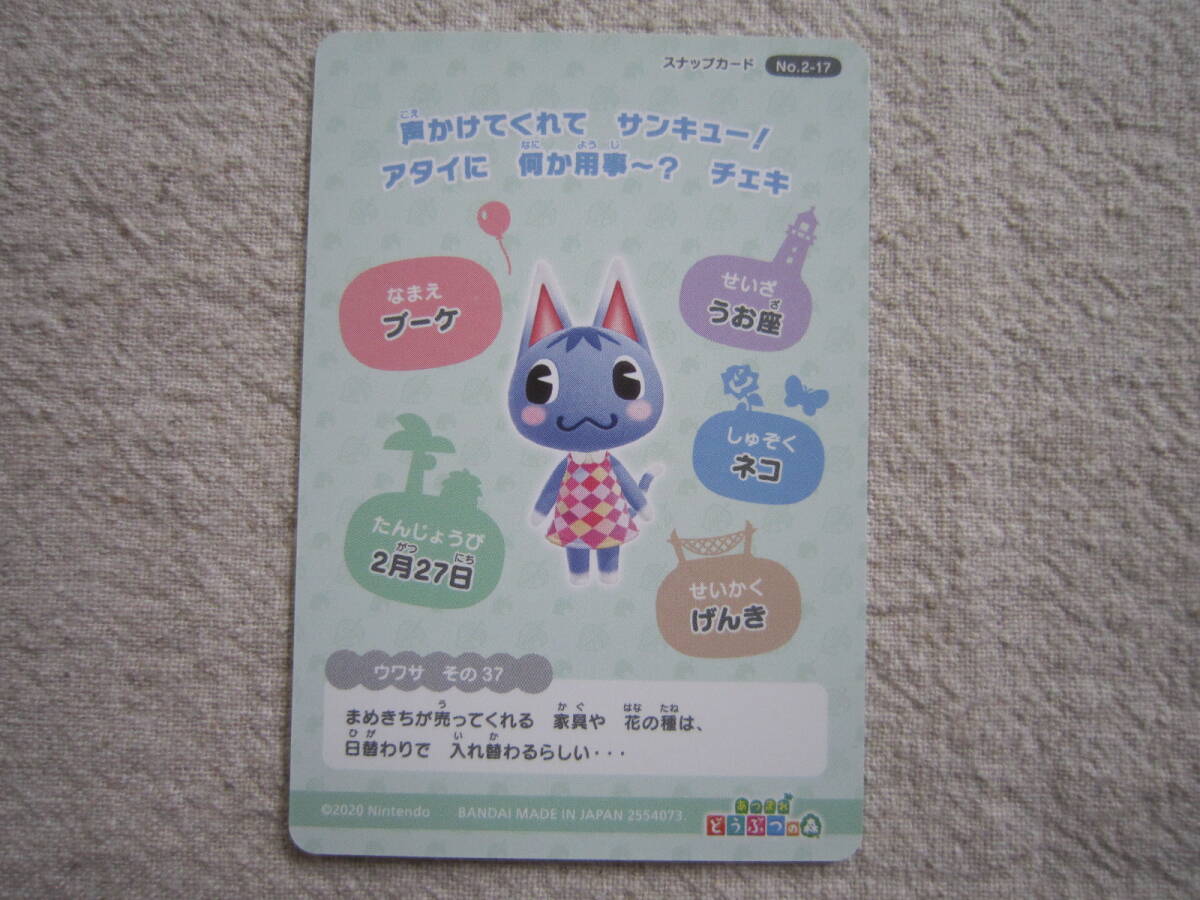 スナップカード No.2-17
声かけてくれて サンキュー!
アタイに 何か用事〜? チェキ
なまえ
ブーケ
せいざ
うお座
しゅぞく
ネコ
たんじょうび
2月27日
せいかく
げんき
ウワサ その37
まめきちが売ってくれる 家具や 花の種は、
日替わりで 入れ替わるらしい・・・
©2020 Nintendo BANDAI MADE IN JAPAN 2554073.
あつまれ
どうぶつの森